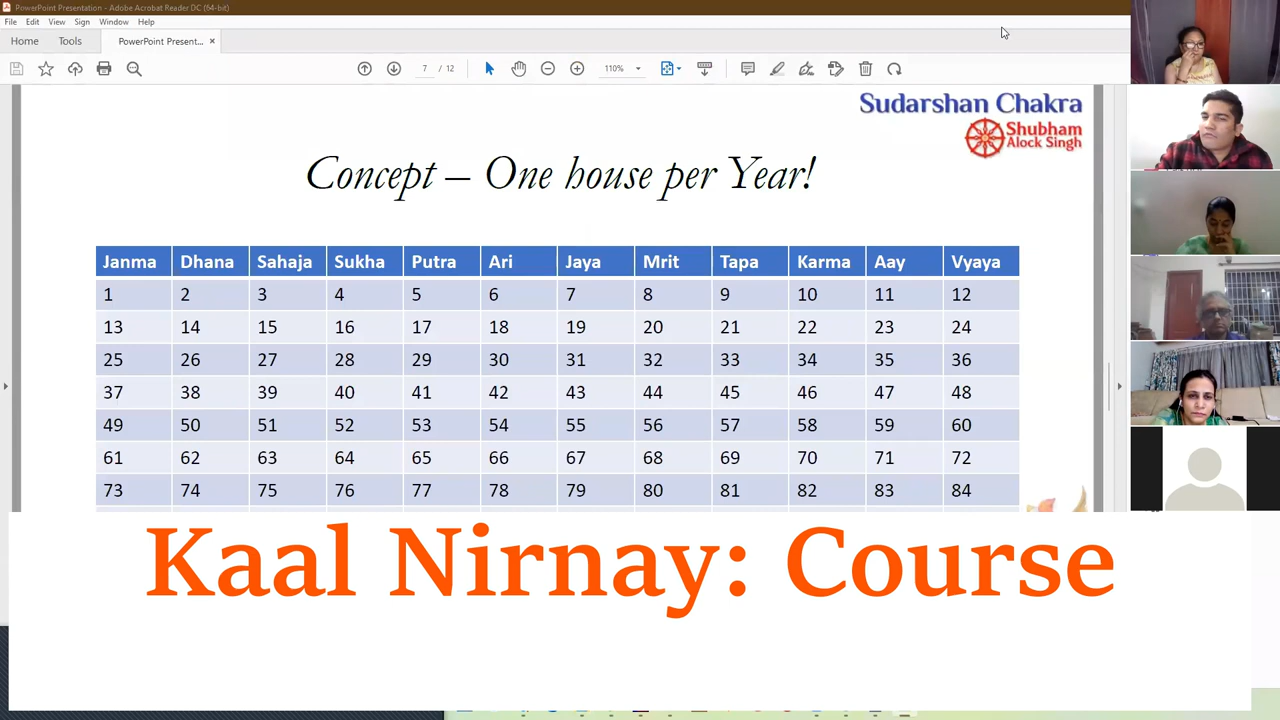 PowerPoint Presentation - Adobe Acrobat Reader DC (64-bit)
File Edit View Sign Window Help
Home Tools PowerPoint Present... ×
7 / 12 110%
Sudarshan Chakra
Shubham
Alock Singh
Concept – One house per Year!
Janma Dhana Sahaja Sukha Putra Ari Jaya Mrit Tapa Karma Aay Vyaya
1 2 3 4 5 6 7 8 9 10 11 12
13 14 15 16 17 18 19 20 21 22 23 24
25 26 27 28 29 30 31 32 33 34 35 36
37 38 39 40 41 42 43 44 45 46 47 48
49 50 51 52 53 54 55 56 57 58 59 60
61 62 63 64 65 66 67 68 69 70 71 72
73 74 75 76 77 78 79 80 81 82 83 84
Kaal Nirnay: Course